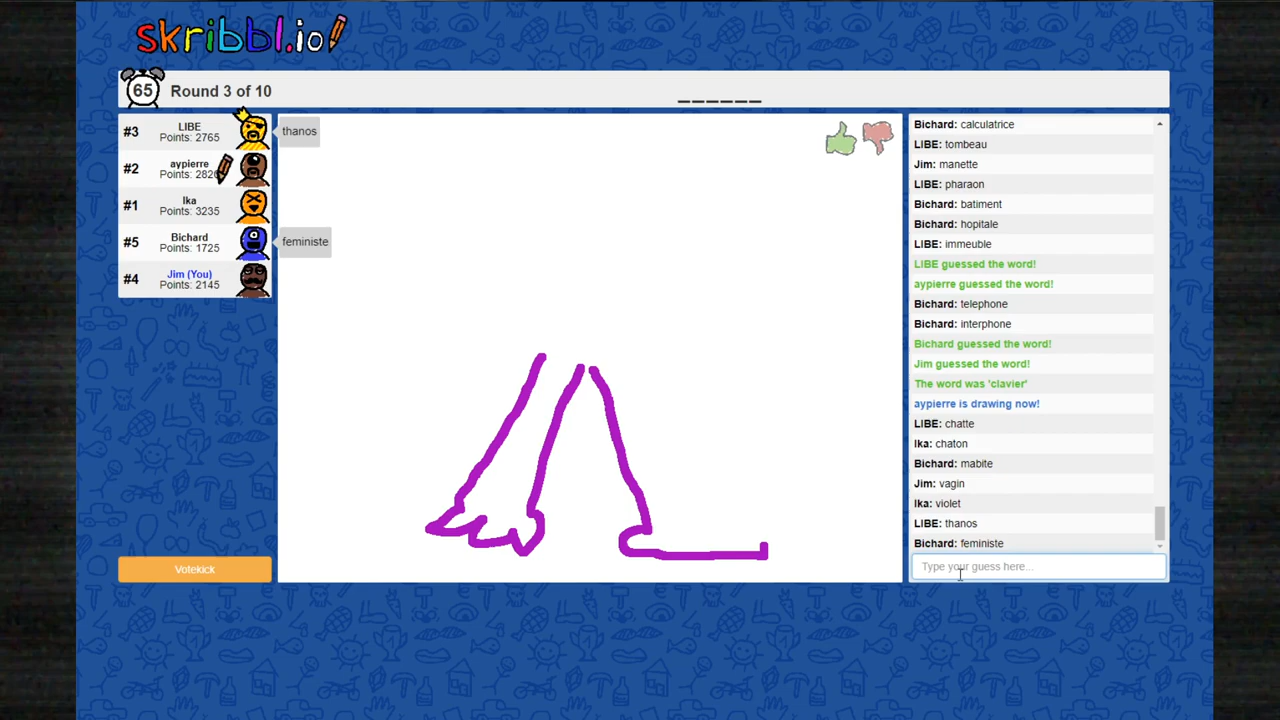 skribbl.io
65
Round 3 of 10
______
#3 LIBE
Points: 2765
thanos
#2 aypierre
Points: 2820
#1 Ika
Points: 3235
#5 Bichard
Points: 1725
feministe
#4 Jim (You)
Points: 2145
Votekick
Bichard: calculatrice
LIBE: tombeau
Jim: manette
LIBE: pharaon
Bichard: batiment
Bichard: hopitale
LIBE: immeuble
LIBE guessed the word!
aypierre guessed the word!
Bichard: telephone
Bichard: interphone
Bichard guessed the word!
Jim guessed the word!
The word was 'clavier'
aypierre is drawing now!
LIBE: chatte
Ika: chaton
Bichard: mabite
Jim: vagin
Ika: violet
LIBE: thanos
Bichard: feministe
Type your guess here...